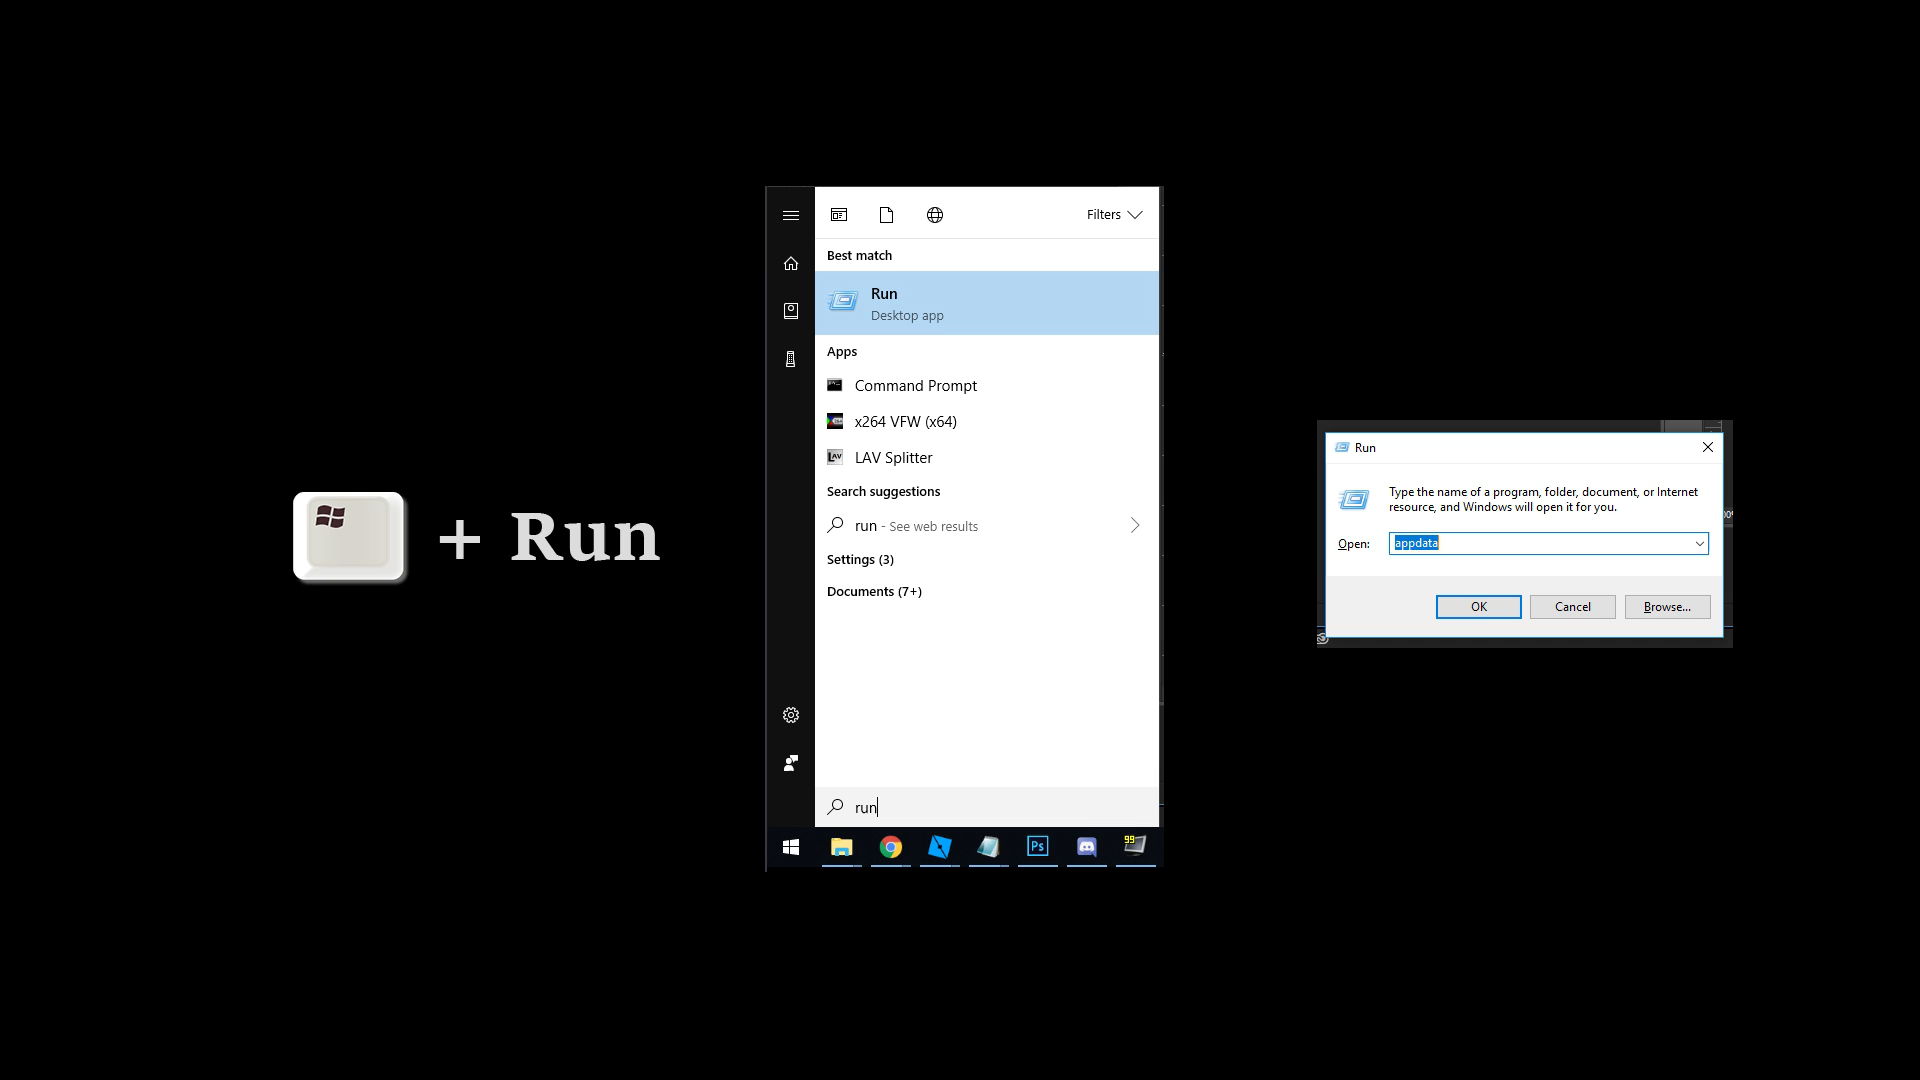 + Run
Filters
Best match
Run
Desktop app
Apps
Command Prompt
x264 VFW (x64)
LAV Splitter
Search suggestions
run - See web results
Settings (3)
Documents (7+)
run
Ps
99
Run
Type the name of a program, folder, document, or Internet
resource, and Windows will open it for you.
Open: appdata
OK Cancel Browse...